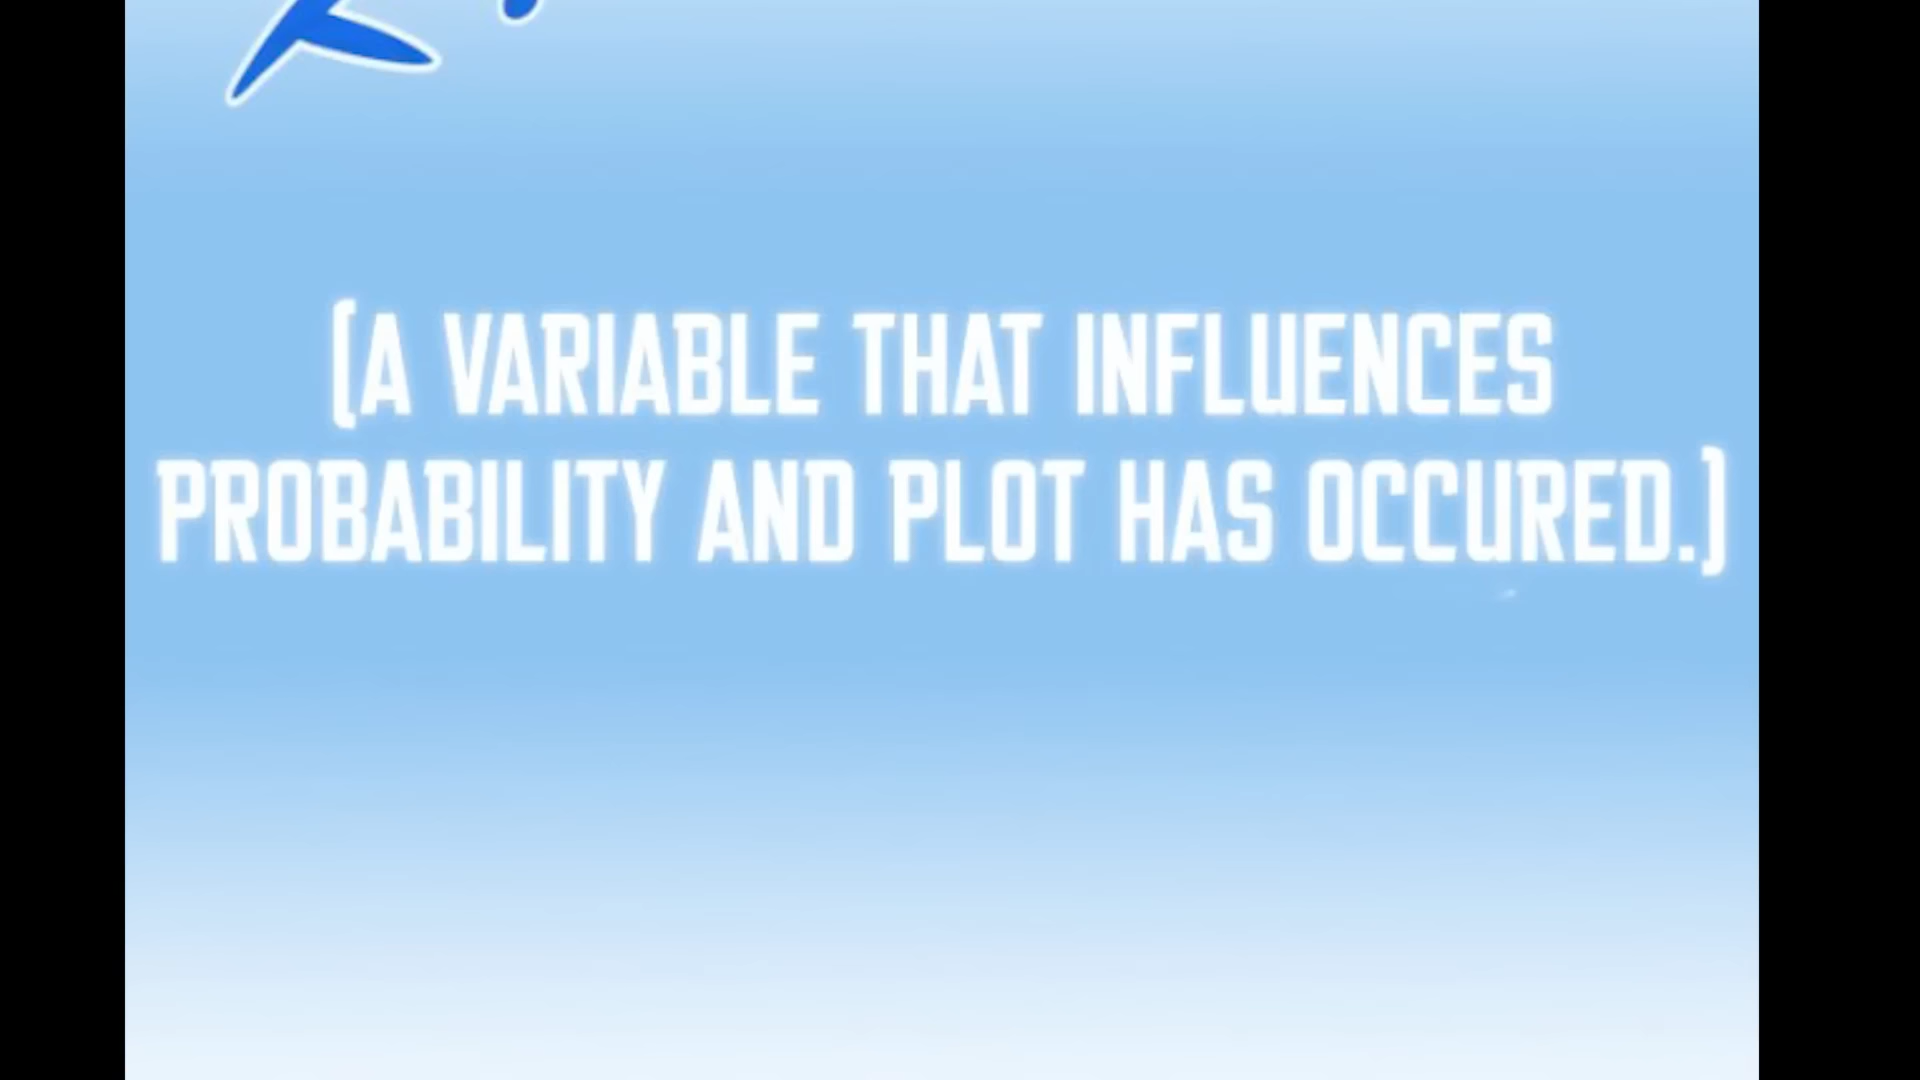 (A VARIABLE THAT INFLUENCES
PROBABILITY AND PLOT HAS OCCURED.)